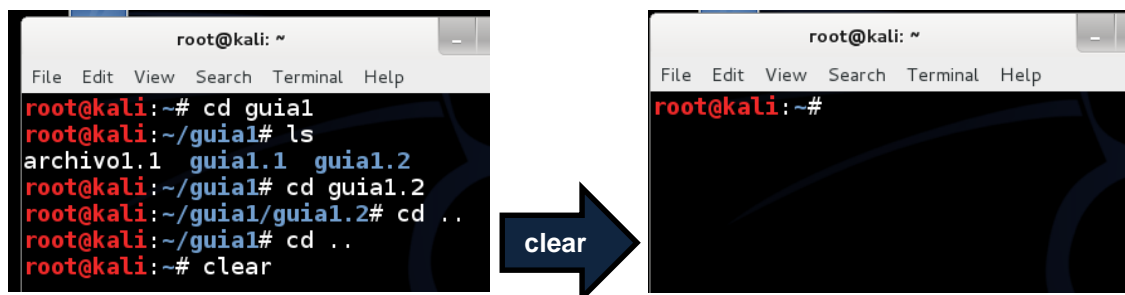 root@kali: ~
File Edit View Search Terminal Help
root@kali:~# cd guia1
root@kali:~/guia1# ls
archivo1.1 guia1.1 guia1.2
root@kali:~/guia1# cd guia1.2
root@kali:~/guia1/guia1.2# cd ..
root@kali:~/guia1# cd ..
root@kali:~# clear
clear
root@kali: ~
File Edit View Search Terminal Help
root@kali:~#